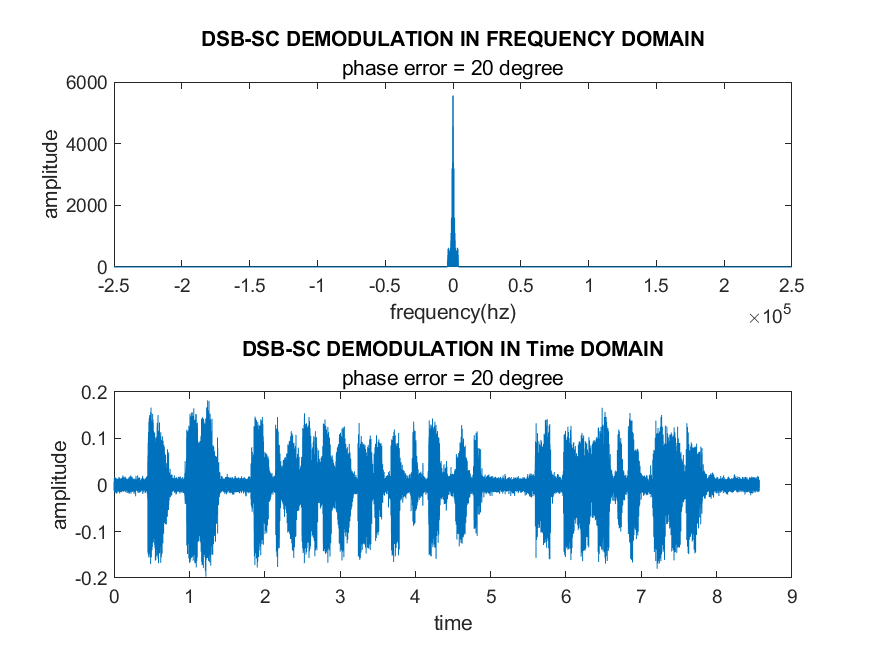 DSB-SC DEMODULATION IN FREQUENCY DOMAIN
phase error = 20 degree
6000
4000
2000
0
amplitude
-2.5 -2 -1.5 -1 -0.5 0 0.5 1 1.5 2 2.5
frequency(hz)
×10⁵
DSB-SC DEMODULATION IN Time DOMAIN
phase error = 20 degree
0.2
0.1
0
-0.1
-0.2
amplitude
0 1 2 3 4 5 6 7 8 9
time